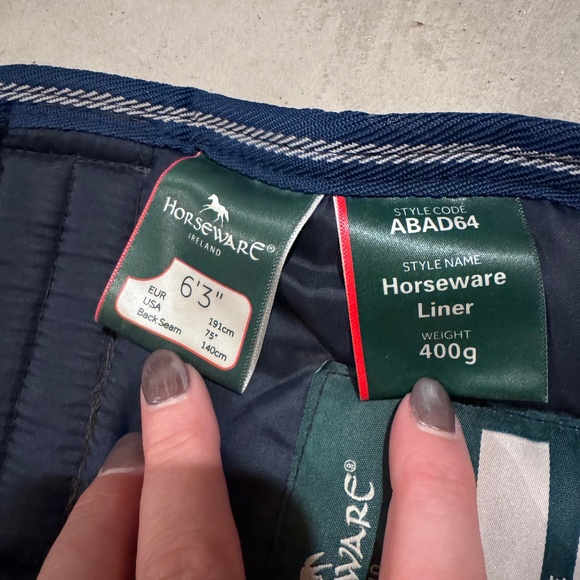 HORSEWARE®
IRELAND
6'3"
EUR 191cm
USA 75"
Back Seam 140cm
STYLE CODE
ABAD64
STYLE NAME
Horseware
Liner
WEIGHT
400g
WARE®